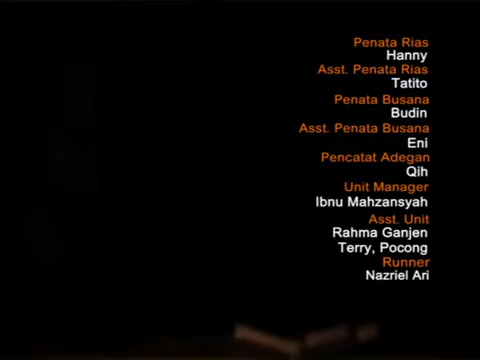 Penata Rias
Hanny
Asst. Penata Rias
Tatito
Penata Busana
Budin
Asst. Penata Busana
Eni
Pencatat Adegan
Qih
Unit Manager
Ibnu Mahzansyah
Asst. Unit
Rahma Ganjen
Terry, Pocong
Runner
Nazriel Ari